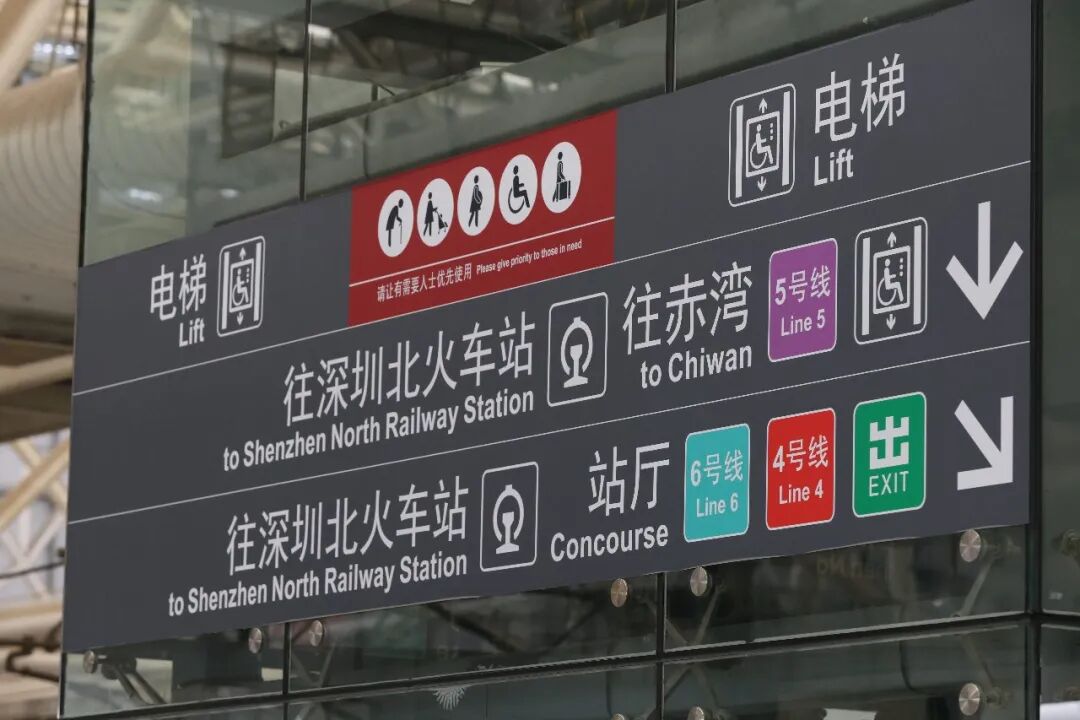 电梯
Lift
请让有需要人士优先使用 Please give priority to those in need
电梯
Lift
往深圳北火车站
to Shenzhen North Railway Station
往赤湾
to Chiwan
5号线
Line 5
往深圳北火车站
to Shenzhen North Railway Station
站厅
Concourse
6号线
Line 6
4号线
Line 4
出
EXIT